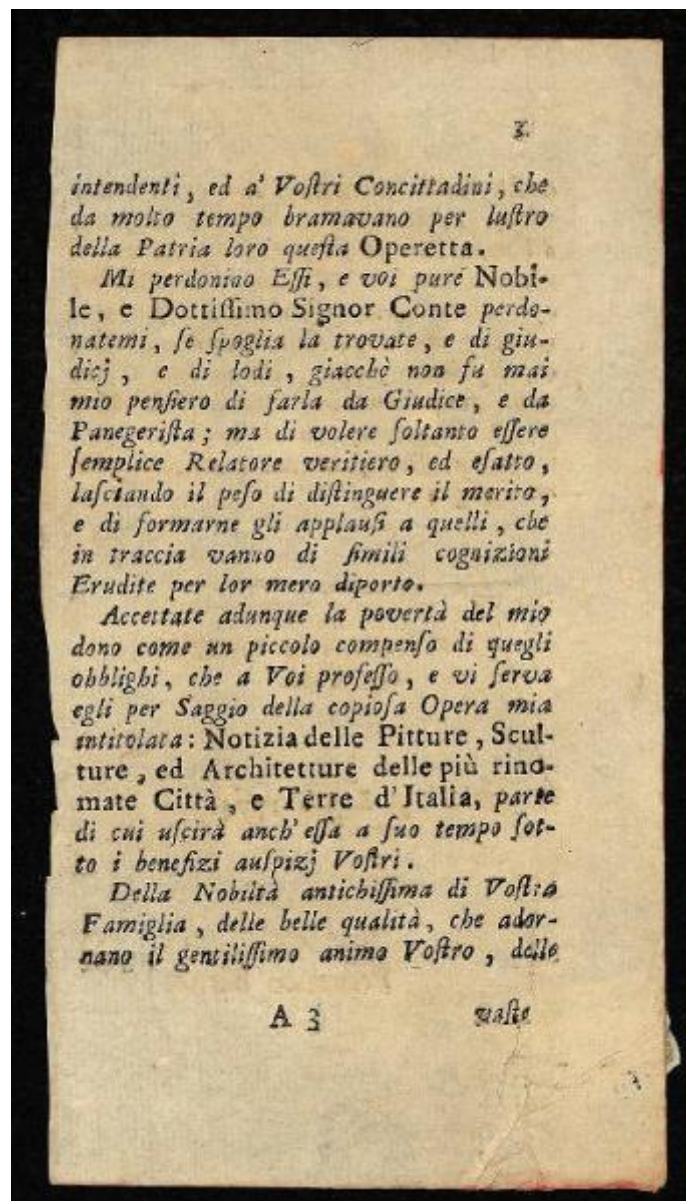 3.
intendenti, ed a' Voſtri Concittadini, che
da molto tempo bramavano per luſtro
della Patria loro queſta Operetta.
Mi perdonino Eſſi, e voi pure Nobi-
le, e Dottiſſimo Signor Conte perdo-
natemi, ſe ſpoglia la trovate, e di giu-
dicj, e di lodi, giacchè non fu mai
mio penſiero di farla da Giudice, e da
Panegeriſta; ma di volere ſoltanto eſſere
ſemplice Relatore veritiero, ed eſatto,
laſciando il peſo di diſtinguere il merito,
e di formarne gli applauſi a quelli, che
in traccia vanno di ſimili cognizioni
Erudite per lor mero diporto.
Accettate adunque la povertà del mio
dono come un piccolo compenſo di quegli
obblighi, che a Voi profeſſo, e vi ſerva
egli per Saggio della copioſa Opera mia
intitolata: Notizia delle Pitture, Scul-
ture, ed Architetture delle più rino-
mate Città, e Terre d'Italia, parte
di cui uſcirà anch'eſſa a ſuo tempo ſot-
to i benefizi auſpizj Voſtri.
Della Nobiltà antichiſſima di Voſtra
Famiglia, delle belle qualità, che ador-
nano il gentiliſſimo animo Voſtro, delle
A 3 vaſte